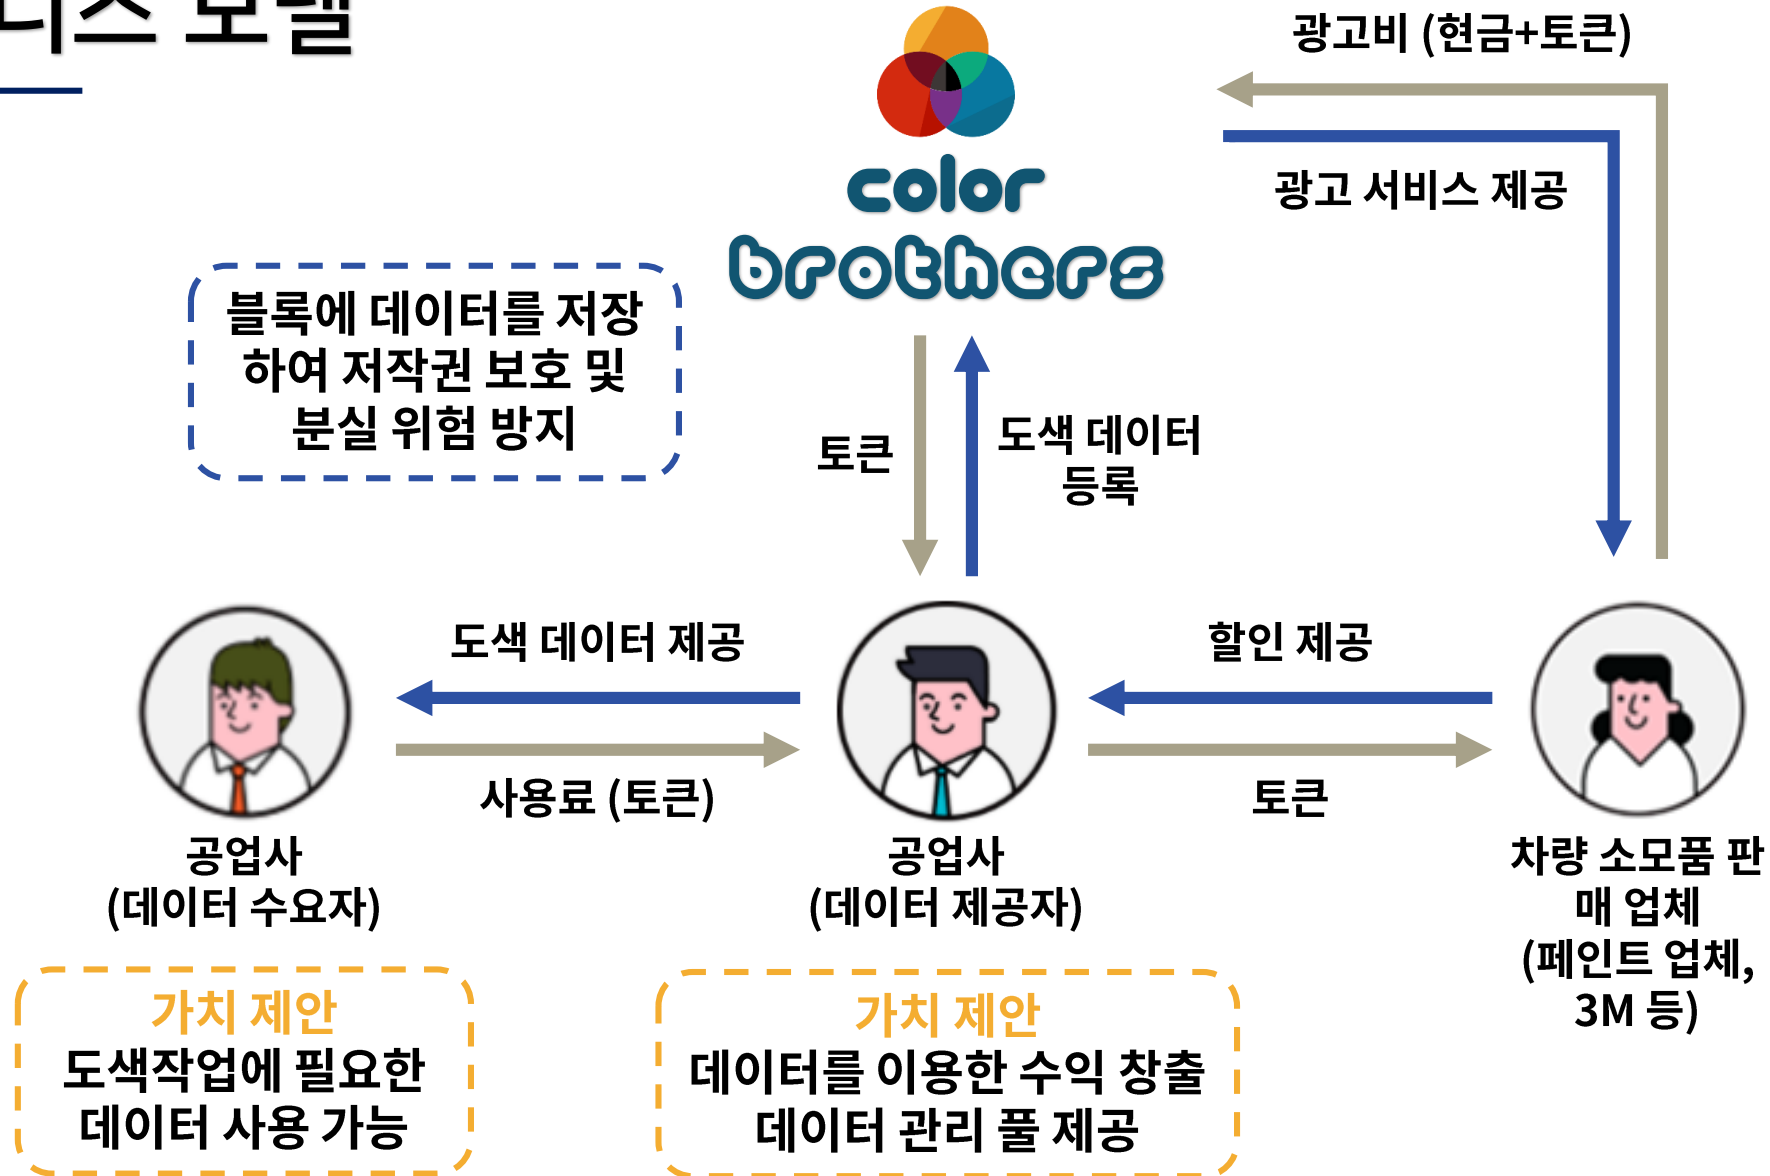 니스 모델
광고비 (현금+토큰)
color
brothers
광고 서비스 제공
블록에 데이터를 저장
하여 저작권 보호 및
분실 위험 방지
토큰
도색 데이터
등록
도색 데이터 제공
사용료 (토큰)
할인 제공
토큰
공업사
(데이터 수요자)
공업사
(데이터 제공자)
차량 소모품 판
매 업체
(페인트 업체,
3M 등)
가치 제안
도색작업에 필요한
데이터 사용 가능
가치 제안
데이터를 이용한 수익 창출
데이터 관리 풀 제공